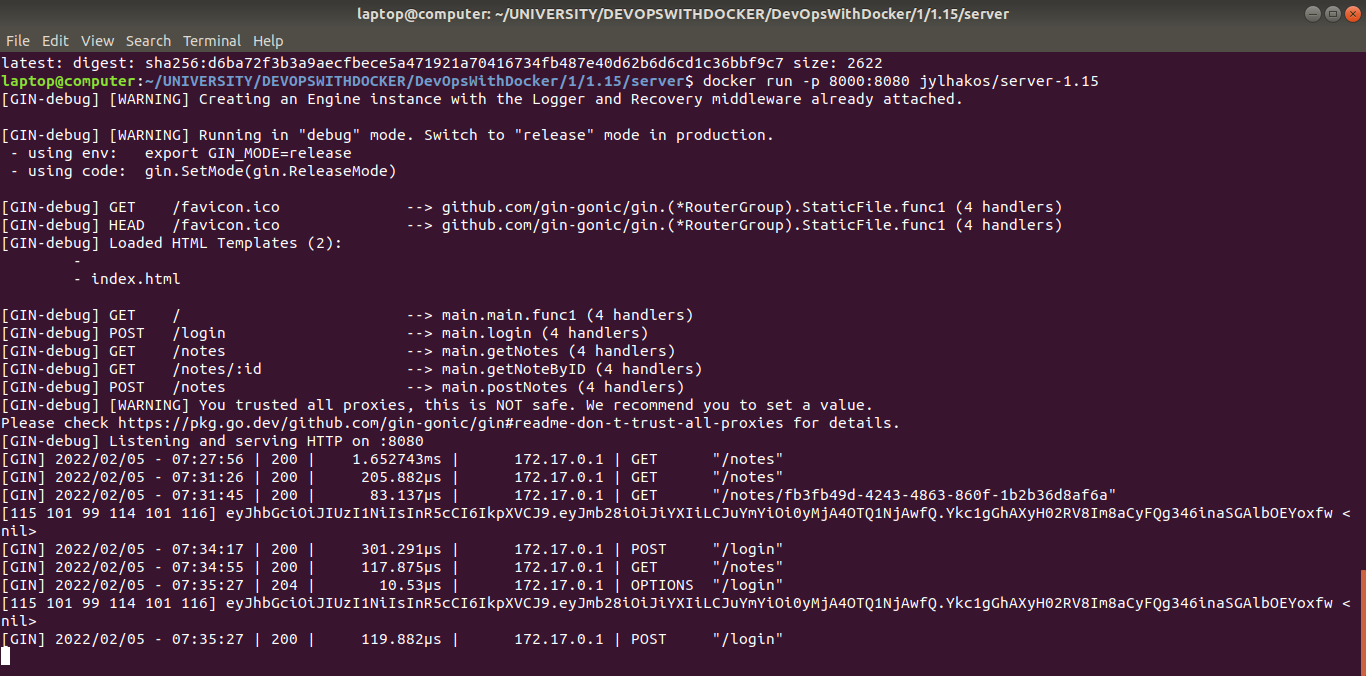 laptop@computer: ~/UNIVERSITY/DEVOPSWITHDOCKER/DevOpsWithDocker/1/1.15/server
File Edit View Search Terminal Help
latest: digest: sha256:d6ba72f3b3a9aecfbece5a471921a70416734fb487e40d62b6d6cd1c36bbf9c7 size: 2622
laptop@computer:~/UNIVERSITY/DEVOPSWITHDOCKER/DevOpsWithDocker/1/1.15/server$ docker run -p 8000:8080 jylhakos/server-1.15
[GIN-debug] [WARNING] Creating an Engine instance with the Logger and Recovery middleware already attached.
[GIN-debug] [WARNING] Running in "debug" mode. Switch to "release" mode in production.
- using env:   export GIN_MODE=release
- using code:  gin.SetMode(gin.ReleaseMode)
[GIN-debug] GET    /favicon.ico              --> github.com/gin-gonic/gin.(*RouterGroup).StaticFile.func1 (4 handlers)
[GIN-debug] HEAD   /favicon.ico              --> github.com/gin-gonic/gin.(*RouterGroup).StaticFile.func1 (4 handlers)
[GIN-debug] Loaded HTML Templates (2):
-
- index.html
[GIN-debug] GET    /                         --> main.main.func1 (4 handlers)
[GIN-debug] POST   /login                    --> main.login (4 handlers)
[GIN-debug] GET    /notes                    --> main.getNotes (4 handlers)
[GIN-debug] GET    /notes/:id                --> main.getNoteByID (4 handlers)
[GIN-debug] POST   /notes                    --> main.postNotes (4 handlers)
[GIN-debug] [WARNING] You trusted all proxies, this is NOT safe. We recommend you to set a value.
Please check https://pkg.go.dev/github.com/gin-gonic/gin#readme-don-t-trust-all-proxies for details.
[GIN-debug] Listening and serving HTTP on :8080
[GIN] 2022/02/05 - 07:27:56 | 200 |    1.652743ms |      172.17.0.1 | GET      "/notes"
[GIN] 2022/02/05 - 07:31:26 | 200 |     205.882µs |      172.17.0.1 | GET      "/notes"
[GIN] 2022/02/05 - 07:31:45 | 200 |      83.137µs |      172.17.0.1 | GET      "/notes/fb3fb49d-4243-4863-860f-1b2b36d8af6a"
[115 101 99 114 101 116] eyJhbGciOiJIUzI1NiIsInR5cCI6IkpXVCJ9.eyJmb28iOiJiYXIiLCJuYmYiOi0yMjA4OTQ1NjAwfQ.Ykc1gGhAXyH02RV8Im8aCyFQg346inaSGAlbOEYoxfw <
nil>
[GIN] 2022/02/05 - 07:34:17 | 200 |     301.291µs |      172.17.0.1 | POST     "/login"
[GIN] 2022/02/05 - 07:34:55 | 200 |     117.875µs |      172.17.0.1 | GET      "/notes"
[GIN] 2022/02/05 - 07:35:27 | 204 |       10.53µs |      172.17.0.1 | OPTIONS  "/login"
[115 101 99 114 101 116] eyJhbGciOiJIUzI1NiIsInR5cCI6IkpXVCJ9.eyJmb28iOiJiYXIiLCJuYmYiOi0yMjA4OTQ1NjAwfQ.Ykc1gGhAXyH02RV8Im8aCyFQg346inaSGAlbOEYoxfw <
nil>
[GIN] 2022/02/05 - 07:35:27 | 200 |     119.882µs |      172.17.0.1 | POST     "/login"